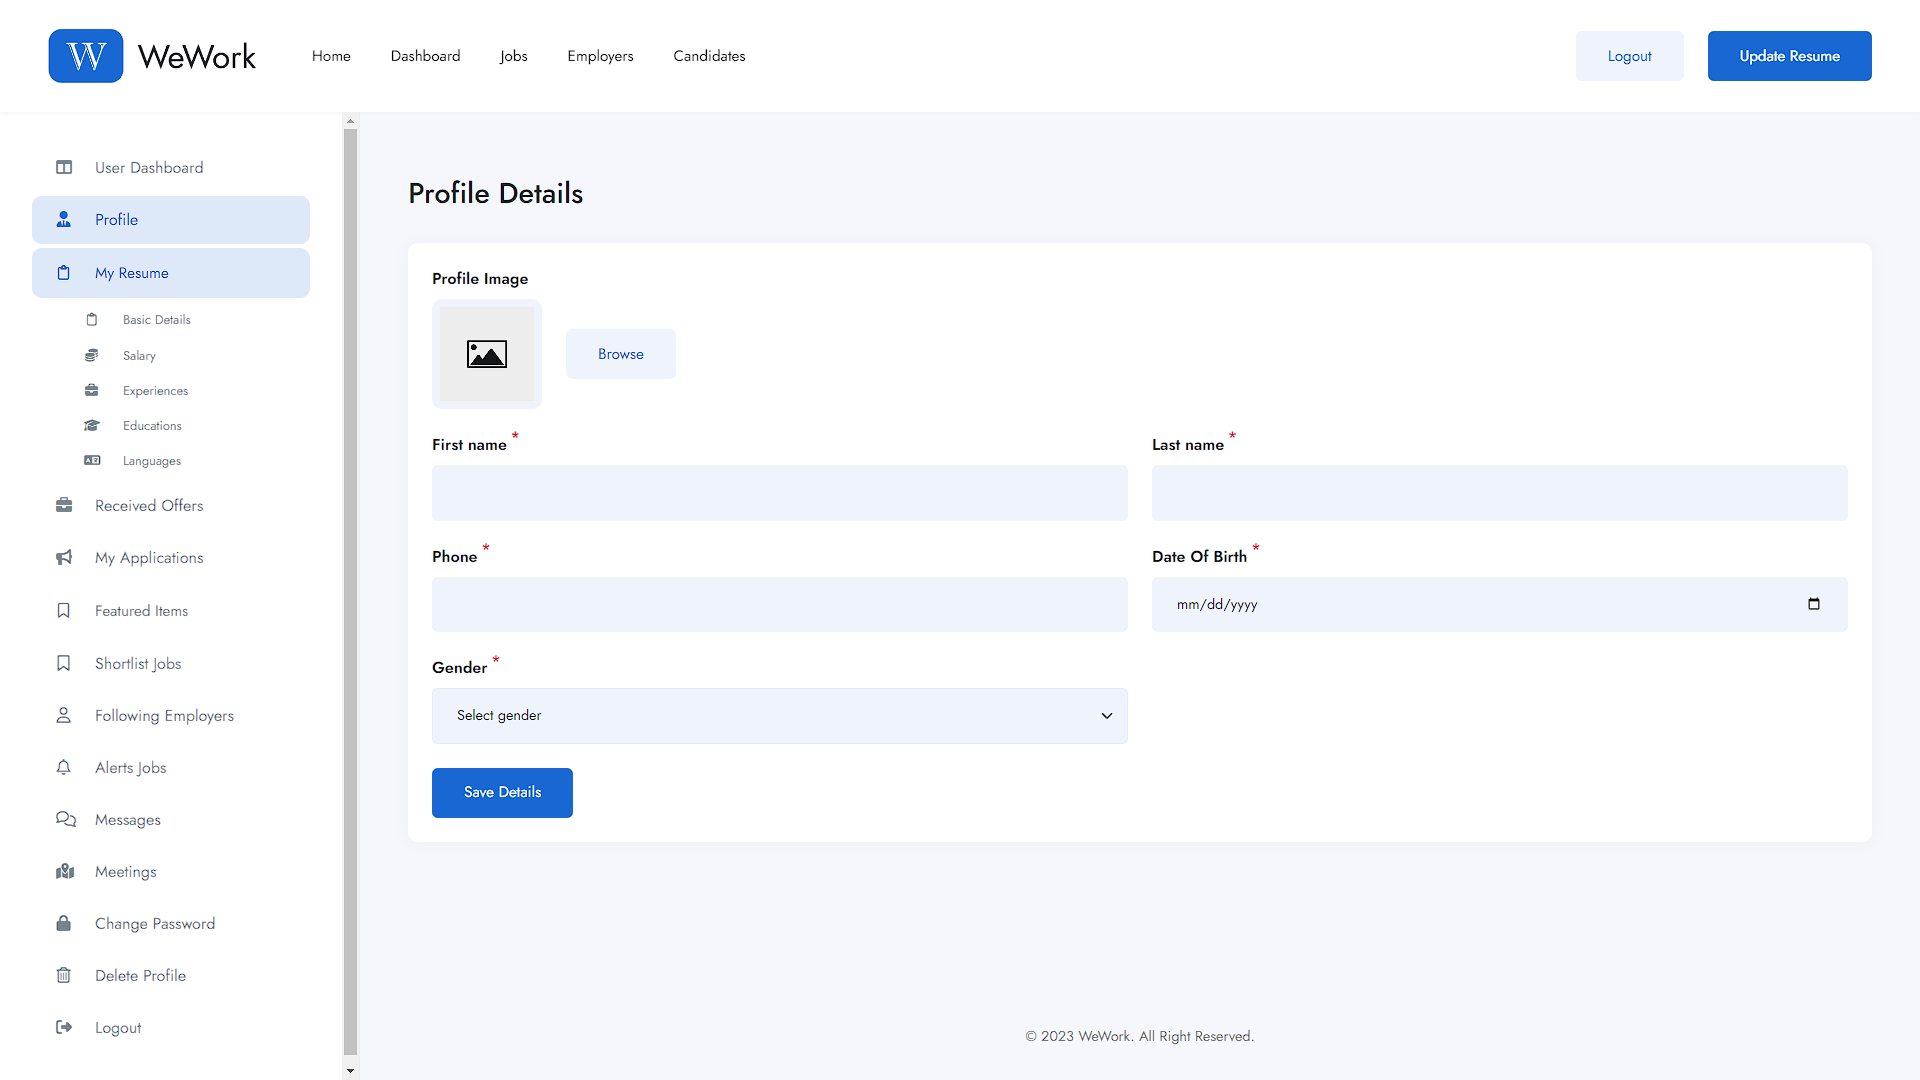 W WeWork Home Dashboard Jobs Employers Candidates Logout Update Resume
User Dashboard
Profile
My Resume
Basic Details
Salary
Experiences
Educations
Languages
Received Offers
My Applications
Featured Items
Shortlist Jobs
Following Employers
Alerts Jobs
Messages
Meetings
Change Password
Delete Profile
Logout
Profile Details
Profile Image
Browse
First name * Last name *
Phone * Date Of Birth *
mm/dd/yyyy
Gender *
Select gender
Save Details
© 2023 WeWork. All Right Reserved.